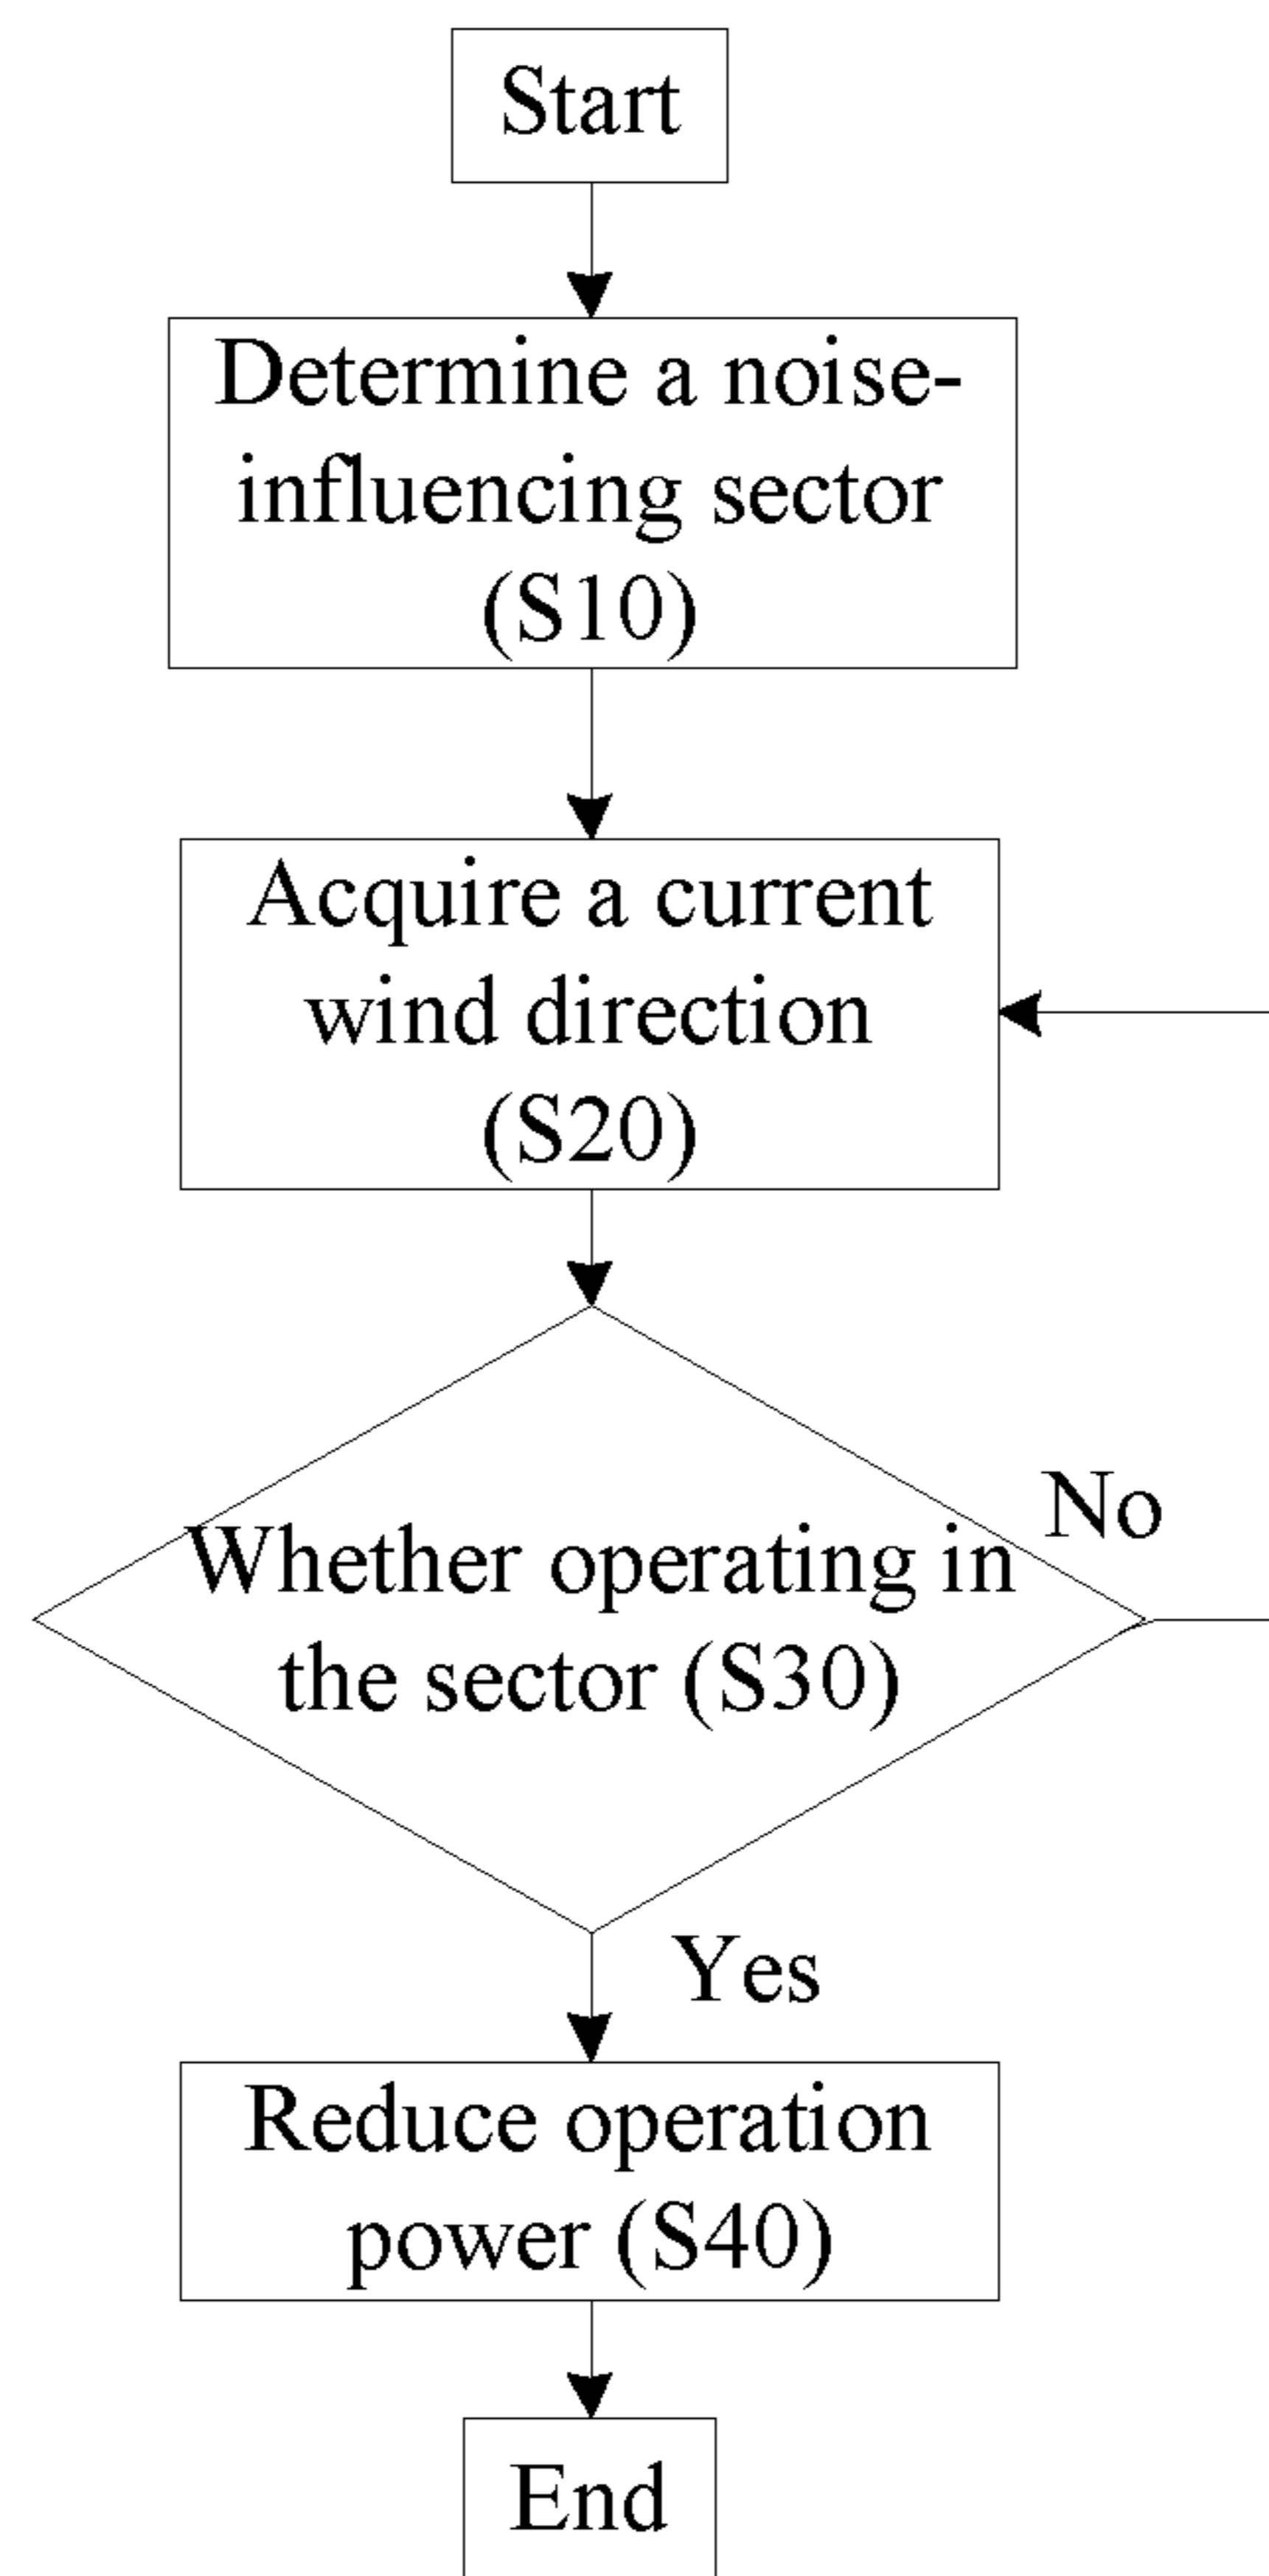 Start
Determine a noise-
influencing sector
(S10)
Acquire a current
wind direction
(S20)
Whether operating in
the sector (S30)
No
Yes
Reduce operation
power (S40)
End